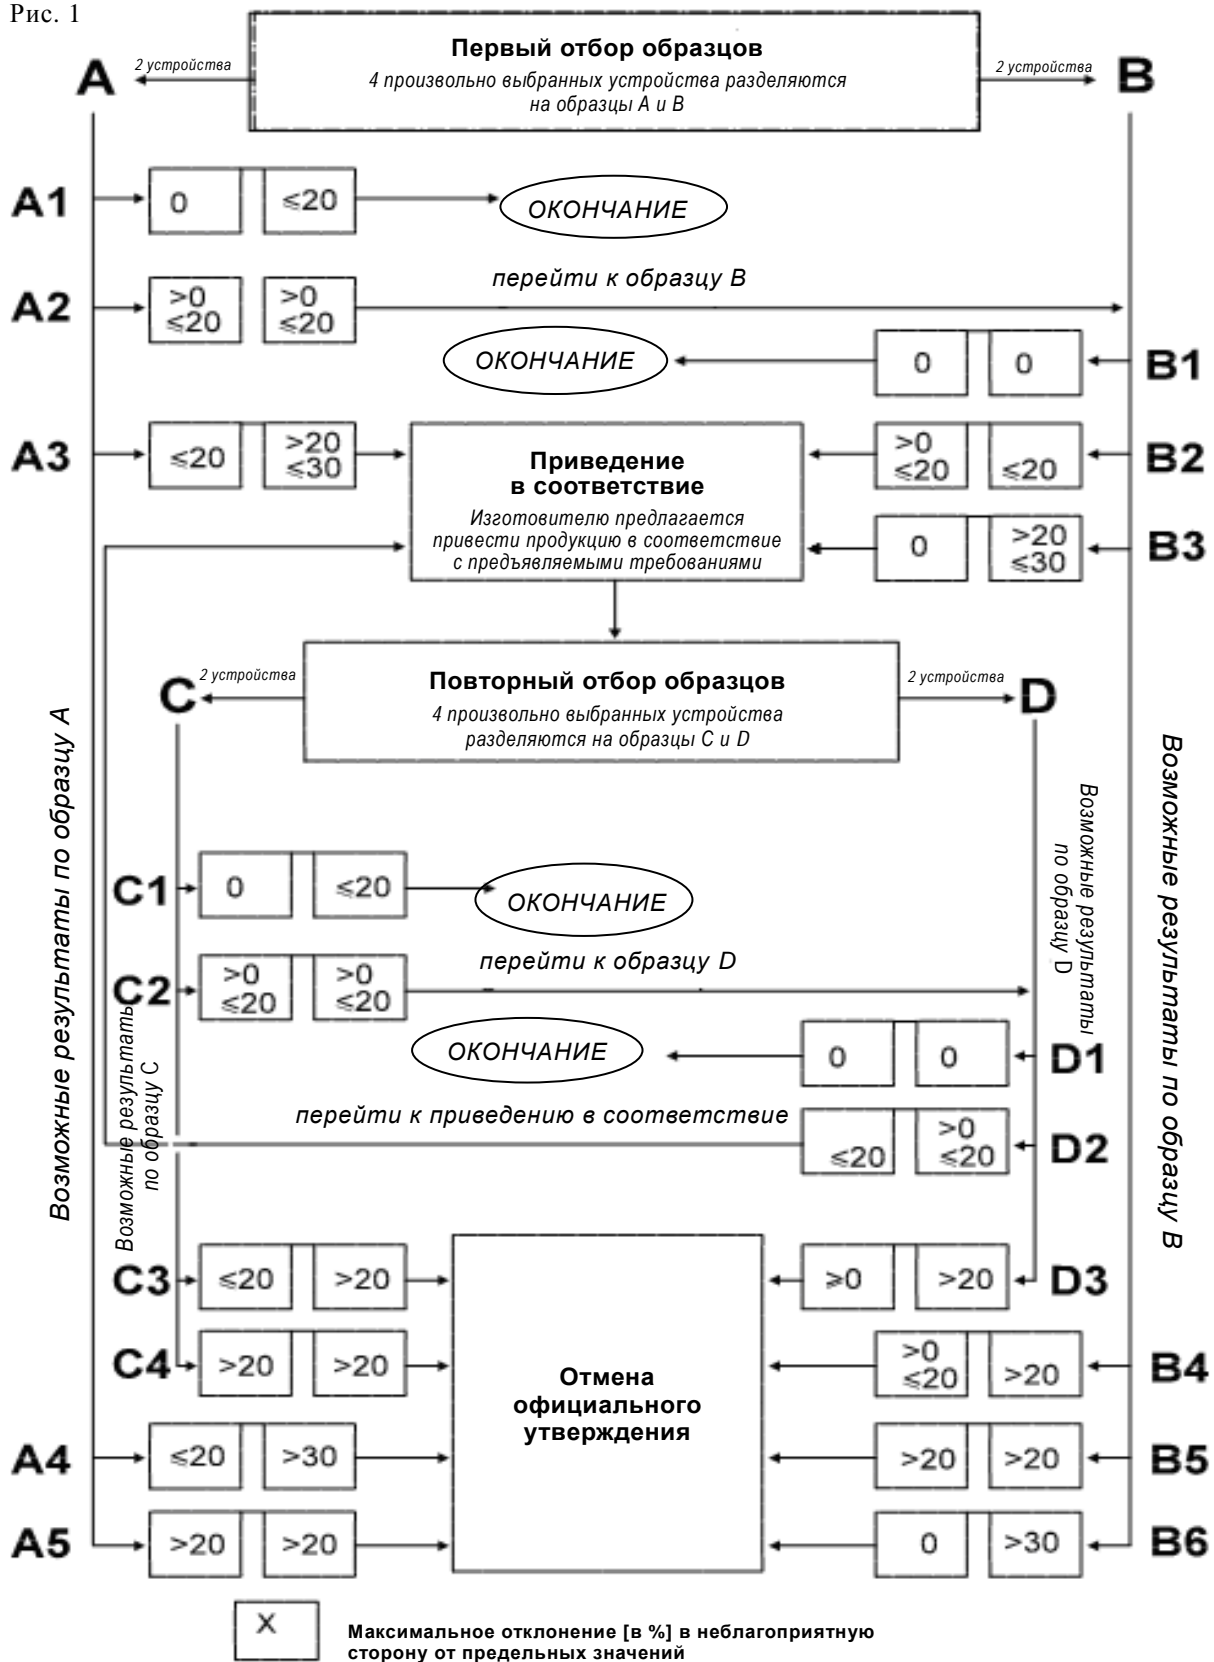 Рис. 1
Первый отбор образцов
4 произвольно выбранных устройства разделяются
на образцы А и В
A
2 устройства
2 устройства
B
A1
0
≤20
ОКОНЧАНИЕ
A2
>0
≤20
>0
≤20
перейти к образцу В
ОКОНЧАНИЕ
0
0
B1
A3
≤20
>20
≤30
Приведение
в соответствие
Изготовителю предлагается
привести продукцию в соответствие
с предъявляемыми требованиями
>0
≤20
≤20
B2
0
>20
≤30
B3
C
2 устройства
Повторный отбор образцов
4 произвольно выбранных устройства
разделяются на образцы С и D
2 устройства
D
Возможные результаты по образцу А
Возможные результаты
по образцу С
Возможные результаты
по образцу D
Возможные результаты по образцу В
C1
0
≤20
ОКОНЧАНИЕ
C2
>0
≤20
>0
≤20
перейти к образцу D
ОКОНЧАНИЕ
0
0
D1
перейти к приведению в соответствие
≤20
>0
≤20
D2
C3
≤20
>20
≥0
>20
D3
C4
>20
>20
Отмена
официального
утверждения
>0
≤20
>20
B4
A4
≤20
>30
>20
>20
B5
A5
>20
>20
0
>30
B6
X
Максимальное отклонение [в %] в неблагоприятную
сторону от предельных значений